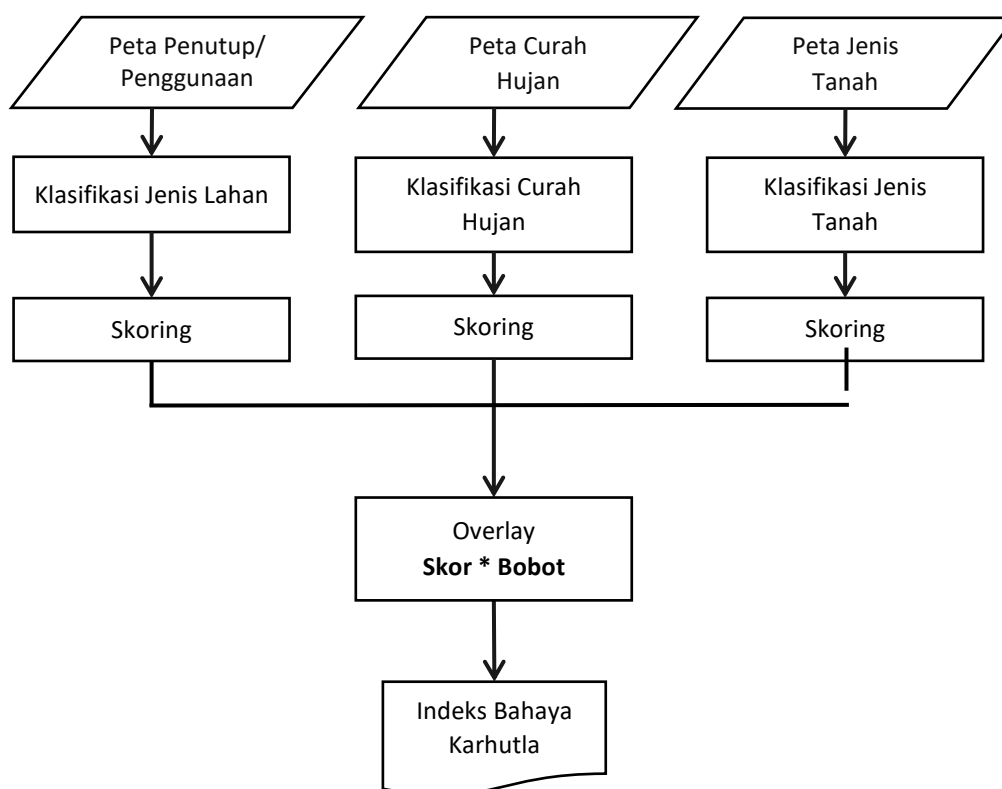 Peta Penutup/
Penggunaan
Peta Curah
Hujan
Peta Jenis
Tanah
Klasifikasi Jenis Lahan
Klasifikasi Curah
Hujan
Klasifikasi Jenis
Tanah
Skoring
Skoring
Skoring
Overlay
Skor * Bobot
Indeks Bahaya
Karhutla